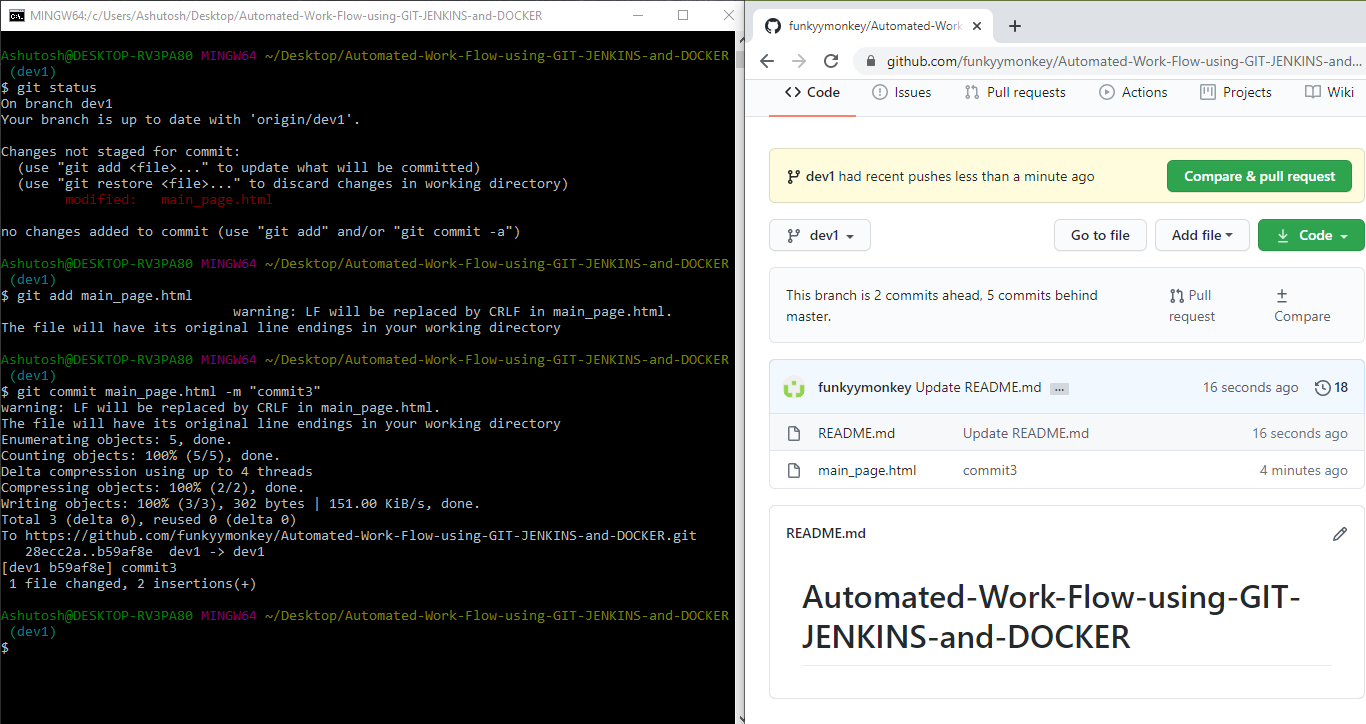 MINGW64:/c/Users/Ashutosh/Desktop/Automated-Work-Flow-using-GIT-JENKINS-and-DOCKER
Ashutosh@DESKTOP-RV3PA80 MINGW64 ~/Desktop/Automated-Work-Flow-using-GIT-JENKINS-and-DOCKER
(dev1)
$ git status
On branch dev1
Your branch is up to date with 'origin/dev1'.
Changes not staged for commit:
(use "git add <file>..." to update what will be committed)
(use "git restore <file>..." to discard changes in working directory)
modified:   main_page.html
no changes added to commit (use "git add" and/or "git commit -a")
Ashutosh@DESKTOP-RV3PA80 MINGW64 ~/Desktop/Automated-Work-Flow-using-GIT-JENKINS-and-DOCKER
(dev1)
$ git add main_page.html
warning: LF will be replaced by CRLF in main_page.html.
The file will have its original line endings in your working directory
Ashutosh@DESKTOP-RV3PA80 MINGW64 ~/Desktop/Automated-Work-Flow-using-GIT-JENKINS-and-DOCKER
(dev1)
$ git commit main_page.html -m "commit3"
warning: LF will be replaced by CRLF in main_page.html.
The file will have its original line endings in your working directory
Enumerating objects: 5, done.
Counting objects: 100% (5/5), done.
Delta compression using up to 4 threads
Compressing objects: 100% (2/2), done.
Writing objects: 100% (3/3), 302 bytes | 151.00 KiB/s, done.
Total 3 (delta 0), reused 0 (delta 0)
To https://github.com/funkyymonkey/Automated-Work-Flow-using-GIT-JENKINS-and-DOCKER.git
28ecc2a..b59af8e  dev1 -> dev1
[dev1 b59af8e] commit3
1 file changed, 2 insertions(+)
Ashutosh@DESKTOP-RV3PA80 MINGW64 ~/Desktop/Automated-Work-Flow-using-GIT-JENKINS-and-DOCKER
(dev1)
$
funkyymonkey/Automated-Work
github.com/funkyymonkey/Automated-Work-Flow-using-GIT-JENKINS-and...
Code Issues Pull requests Actions Projects Wiki
dev1 had recent pushes less than a minute ago Compare & pull request
dev1 Go to file Add file Code
This branch is 2 commits ahead, 5 commits behind
master.
Pull
request
Compare
funkyymonkey Update README.md ... 16 seconds ago 18
README.md Update README.md 16 seconds ago
main_page.html commit3 4 minutes ago
README.md
Automated-Work-Flow-using-GIT-
JENKINS-and-DOCKER